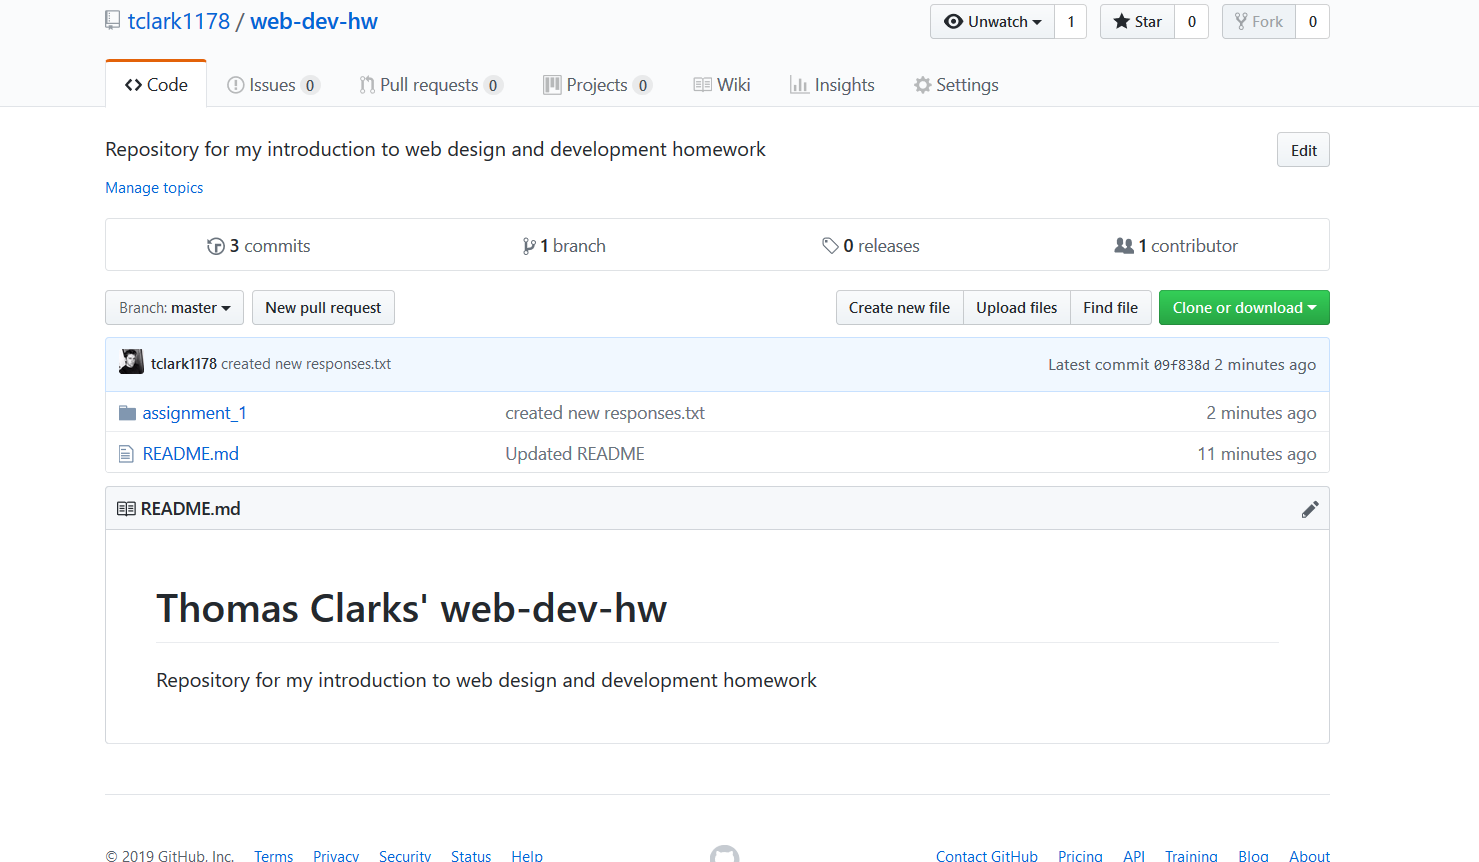 tclark1178 / web-dev-hw Unwatch 1 Star 0 Fork 0
Code Issues 0 Pull requests 0 Projects 0 Wiki Insights Settings
Repository for my introduction to web design and development homework Edit
Manage topics
3 commits 1 branch 0 releases 1 contributor
Branch: master New pull request Create new file Upload files Find file Clone or download
tclark1178 created new responses.txt Latest commit 09f838d 2 minutes ago
assignment_1 created new responses.txt 2 minutes ago
README.md Updated README 11 minutes ago
README.md
Thomas Clarks' web-dev-hw
Repository for my introduction to web design and development homework
© 2019 GitHub, Inc. Terms Privacy Security Status Help Contact GitHub Pricing API Training Blog About